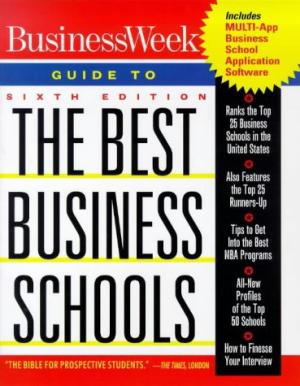 BusinessWeek
Includes
MULTI-App
Business
School
Application
Software
GUIDE TO
SIXTH EDITION
THE BEST
BUSINESS
SCHOOLS
Ranks the Top
25 Business
Schools in the
United States
Also Features
the Top 25
Runners-Up
Tips to Get
Into the Best
MBA Programs
All-New
Profiles
of the Top
50 Schools
How to Finesse
Your Interview
"THE BIBLE FOR PROSPECTIVE STUDENTS." —THE TIMES, LONDON